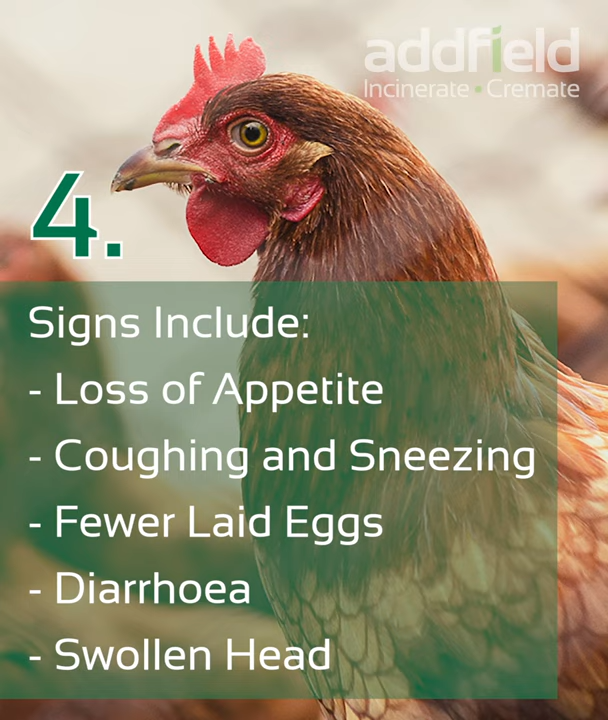 addfield
Incinerate • Cremate
4.
Signs Include:
- Loss of Appetite
- Coughing and Sneezing
- Fewer Laid Eggs
- Diarrhoea
- Swollen Head